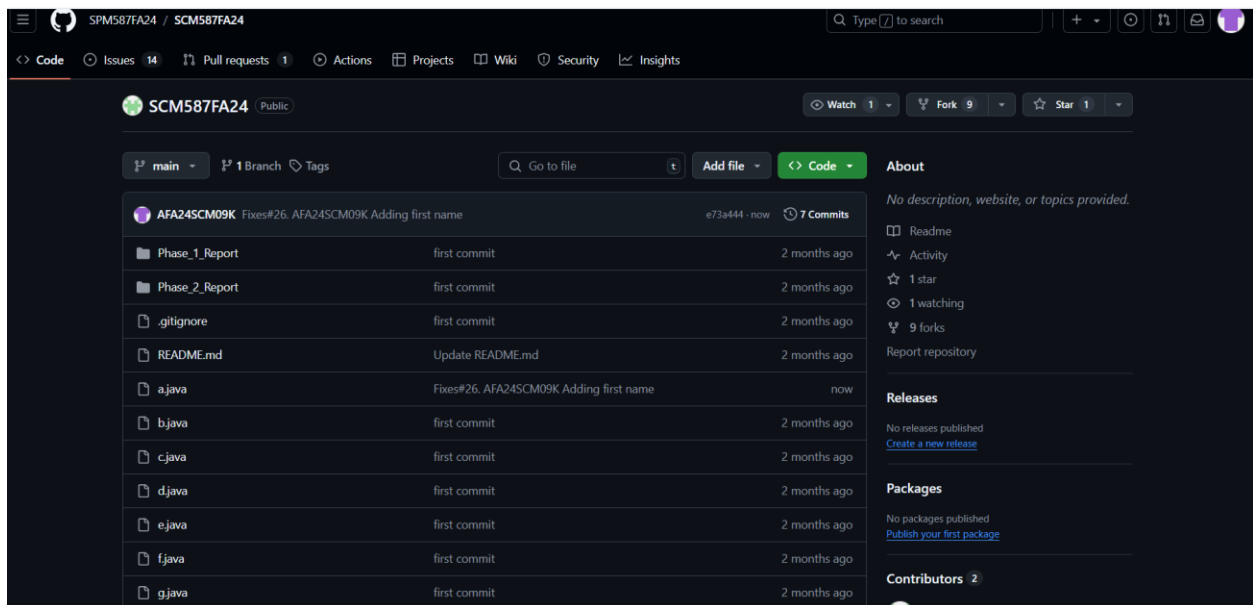 SPM587FA24 / SCM587FA24
Type / to search
Code
Issues 14
Pull requests 1
Actions
Projects
Wiki
Security
Insights
SCM587FA24 Public
Watch 1
Fork 9
Star 1
main
1 Branch
Tags
Go to file t
Add file
Code
AFA24SCM09K Fixes#26. AFA24SCM09K Adding first name e73a444 · now 7 Commits
Phase_1_Report first commit 2 months ago
Phase_2_Report first commit 2 months ago
.gitignore first commit 2 months ago
README.md Update README.md 2 months ago
a.java Fixes#26. AFA24SCM09K Adding first name now
b.java first commit 2 months ago
c.java first commit 2 months ago
d.java first commit 2 months ago
e.java first commit 2 months ago
f.java first commit 2 months ago
g.java first commit 2 months ago
About
No description, website, or topics provided.
Readme
Activity
1 star
1 watching
9 forks
Report repository
Releases
No releases published
Create a new release
Packages
No packages published
Publish your first package
Contributors 2